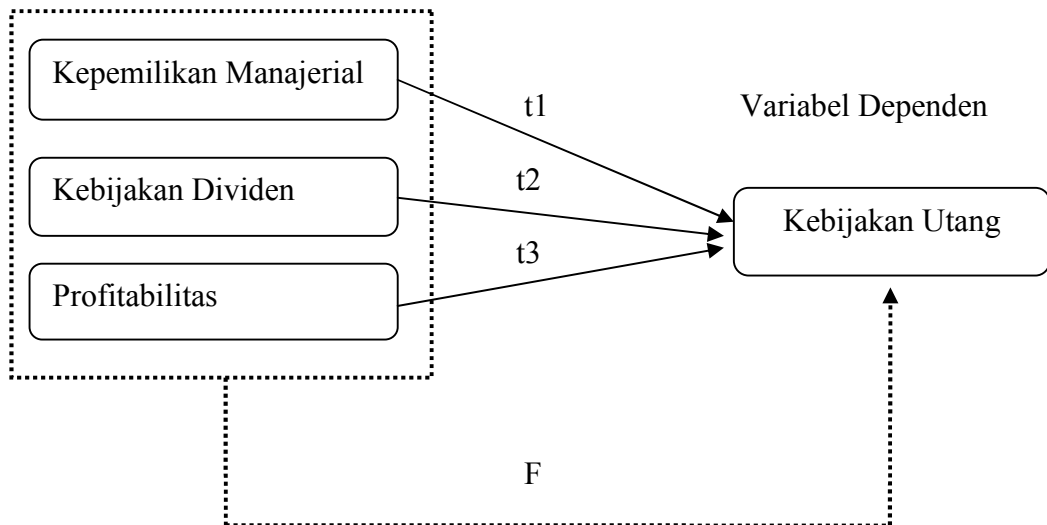 Kepemilikan Manajerial
t1
Variabel Dependen
Kebijakan Dividen
t2
Kebijakan Utang
Profitabilitas
t3
F